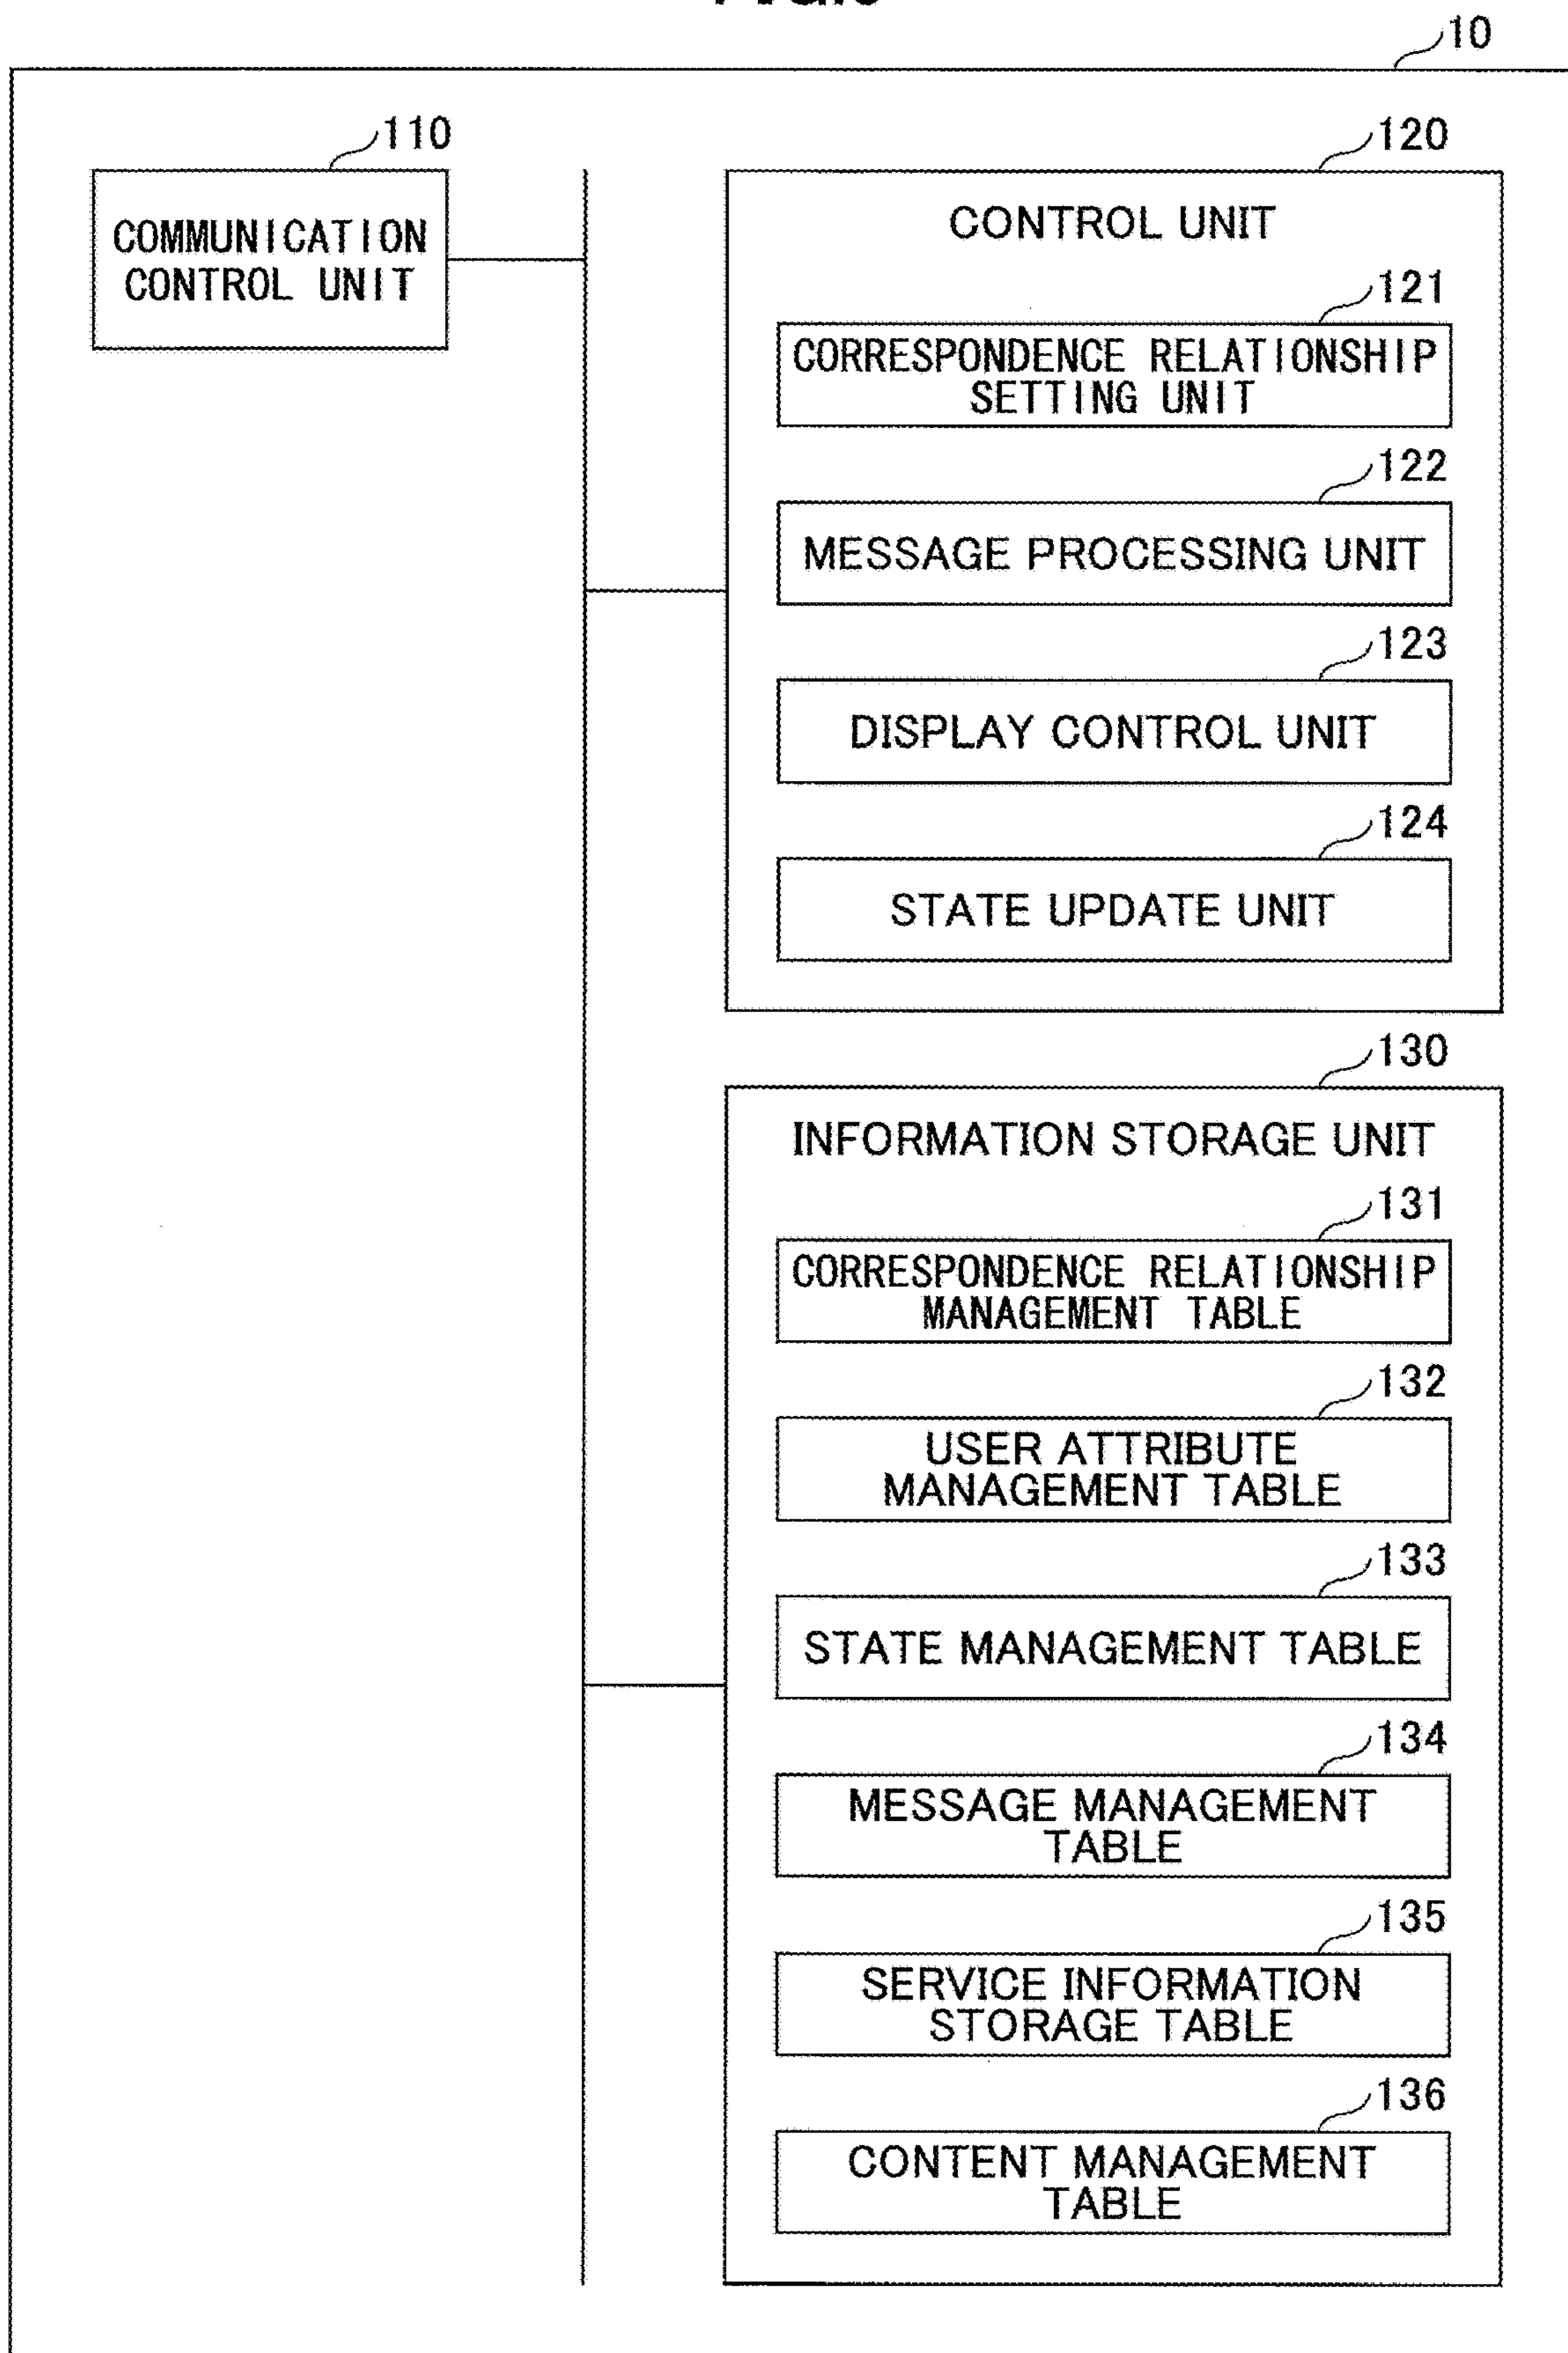 10
110
COMMUNICATION
CONTROL UNIT
120
CONTROL UNIT
121
CORRESPONDENCE RELATIONSHIP
SETTING UNIT
122
MESSAGE PROCESSING UNIT
123
DISPLAY CONTROL UNIT
124
STATE UPDATE UNIT
130
INFORMATION STORAGE UNIT
131
CORRESPONDENCE RELATIONSHIP
MANAGEMENT TABLE
132
USER ATTRIBUTE
MANAGEMENT TABLE
133
STATE MANAGEMENT TABLE
134
MESSAGE MANAGEMENT
TABLE
135
SERVICE INFORMATION
STORAGE TABLE
136
CONTENT MANAGEMENT
TABLE